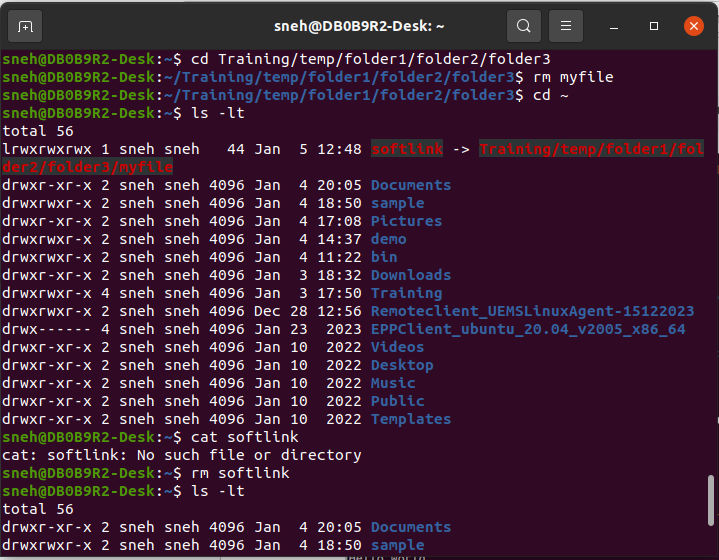 sneh@DB0B9R2-Desk: ~
sneh@DB0B9R2-Desk:~$ cd Training/temp/folder1/folder2/folder3
sneh@DB0B9R2-Desk:~/Training/temp/folder1/folder2/folder3$ rm myfile
sneh@DB0B9R2-Desk:~/Training/temp/folder1/folder2/folder3$ cd ~
sneh@DB0B9R2-Desk:~$ ls -lt
total 56
lrwxrwxrwx 1 sneh sneh   44 Jan  5 12:48 softlink -> Training/temp/folder1/fol
der2/folder3/myfile
drwxr-xr-x 2 sneh sneh 4096 Jan  4 20:05 Documents
drwxrwxr-x 2 sneh sneh 4096 Jan  4 18:50 sample
drwxr-xr-x 2 sneh sneh 4096 Jan  4 17:08 Pictures
drwxrwxr-x 2 sneh sneh 4096 Jan  4 14:37 demo
drwxrwxr-x 2 sneh sneh 4096 Jan  4 11:22 bin
drwxr-xr-x 2 sneh sneh 4096 Jan  3 18:32 Downloads
drwxrwxr-x 4 sneh sneh 4096 Jan  3 17:50 Training
drwxrwxr-x 2 sneh sneh 4096 Dec 28 12:56 Remoteclient_UEMSLinuxAgent-15122023
drwx------ 4 sneh sneh 4096 Jan 23  2023 EPPClient_ubuntu_20.04_v2005_x86_64
drwxr-xr-x 2 sneh sneh 4096 Jan 10  2022 Videos
drwxr-xr-x 2 sneh sneh 4096 Jan 10  2022 Desktop
drwxr-xr-x 2 sneh sneh 4096 Jan 10  2022 Music
drwxr-xr-x 2 sneh sneh 4096 Jan 10  2022 Public
drwxr-xr-x 2 sneh sneh 4096 Jan 10  2022 Templates
sneh@DB0B9R2-Desk:~$ cat softlink
cat: softlink: No such file or directory
sneh@DB0B9R2-Desk:~$ rm softlink
sneh@DB0B9R2-Desk:~$ ls -lt
total 56
drwxr-xr-x 2 sneh sneh 4096 Jan  4 20:05 Documents
drwxrwxr-x 2 sneh sneh 4096 Jan  4 18:50 sample